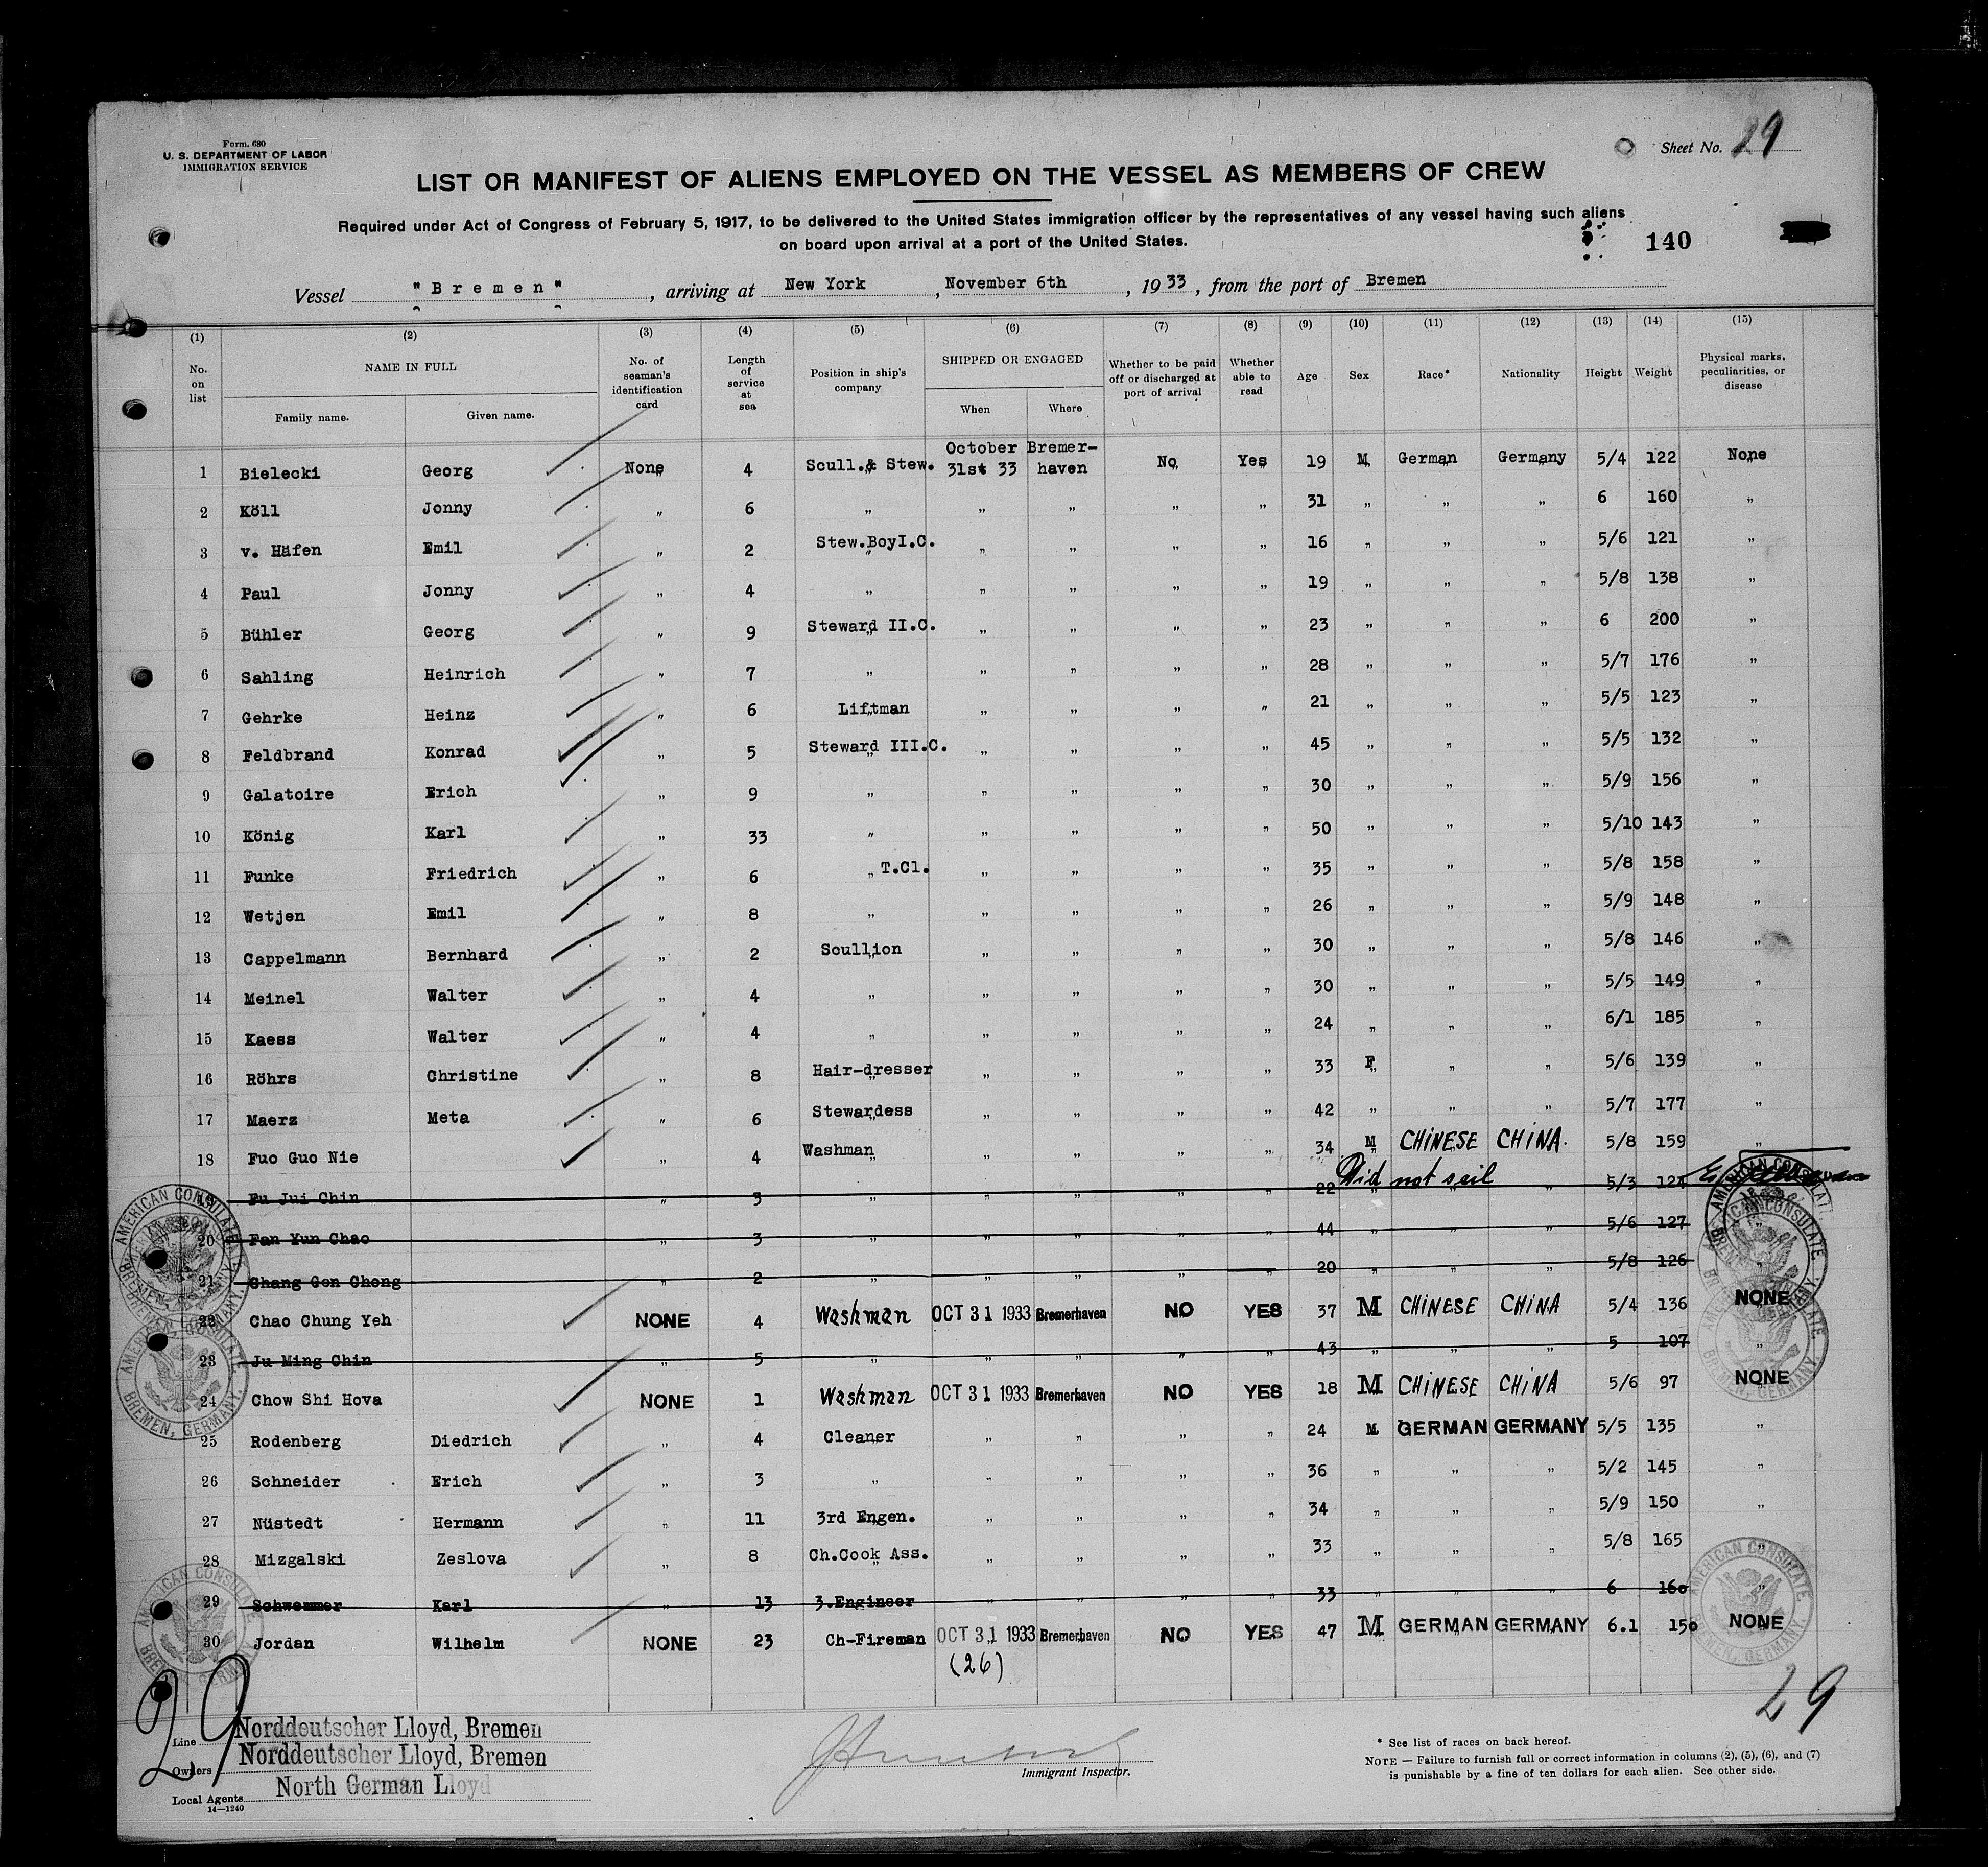 Form. 680
U. S. DEPARTMENT OF LABOR
IMMIGRATION SERVICE
Sheet No. 29
LIST OR MANIFEST OF ALIENS EMPLOYED ON THE VESSEL AS MEMBERS OF CREW
Required under Act of Congress of February 5, 1917, to be delivered to the United States immigration officer by the representatives of any vessel having such aliens
on board upon arrival at a port of the United States.
140
Vessel "Bremen", arriving at New York, November 6th, 1933, from the port of Bremen
(1) (2) (3) (4) (5) (6) (7) (8) (9) (10) (11) (12) (13) (14) (15)
No. on list NAME IN FULL Family name. Given name. No. of seaman's identification card Length of service at sea Position in ship's company SHIPPED OR ENGAGED When Where Whether to be paid off or discharged at port of arrival Whether able to read Age Sex Race* Nationality Height Weight Physical marks, peculiarities, or disease
1 Bielecki Georg None 4 Scull.& Stew. October 31st 33 Bremer-haven No Yes 19 M German Germany 5/4 122 None
2 Köll Jonny " 6 " " " " " 31 " " " 6 160 "
3 v. Häfen Emil " 2 Stew.BoyI.C. " " " " 16 " " " 5/6 121 "
4 Paul Jonny " 4 " " " " " 19 " " " 5/8 138 "
5 Bühler Georg " 9 Steward II.C. " " " " 23 " " " 6 200 "
6 Sahling Heinrich " 7 " " " " " 28 " " " 5/7 176 "
7 Gehrke Heinz " 6 Liftman " " " " 21 " " " 5/5 123 "
8 Feldbrand Konrad " 5 Steward III.C. " " " " 45 " " " 5/5 132 "
9 Galatoire Erich " 9 " " " " " 30 " " " 5/9 156 "
10 König Karl " 33 " " " " " 50 " " " 5/10 143 "
11 Funke Friedrich " 6 " T.Cl. " " " " 35 " " " 5/8 158 "
12 Wetjen Emil " 8 " " " " " 26 " " " 5/9 148 "
13 Cappelmann Bernhard " 2 Scullion " " " " 30 " " " 5/8 146 "
14 Meinel Walter " 4 " " " " " 30 " " " 5/5 149 "
15 Kaess Walter " 4 " " " " " 24 " " " 6/1 185 "
16 Röhrs Christine " 8 Hair-dresser " " " " 33 F " " 5/6 139 "
17 Maerz Meta " 6 Stewardess " " " " 42 " " " 5/7 177 "
18 Fuo Guo Nie " 4 Washman " " " " 34 M CHINESE CHINA. 5/8 159 "
Did not sail
19 Fu Jui Chin " 3 " " " " " 22 " " " 5/3 124
20 Fan Yun Chao " 3 " " " " " 44 " " " 5/6 127 "
21 Chang Gen Chong " 2 " " " " " 20 " " " 5/8 126 "
22 Chao Chung Yeh NONE 4 Washman OCT 31 1933 Bremerhaven NO YES 37 M CHINESE CHINA 5/4 136 NONE
23 Ju Ming Chin " 5 " " " " " 43 " " " 5 107 "
24 Chow Shi Hova NONE 1 Washman OCT 31 1933 Bremerhaven NO YES 18 M CHINESE CHINA 5/6 97 NONE
25 Rodenberg Diedrich " 4 Cleaner " " " " 24 M GERMAN GERMANY 5/5 135 "
26 Schneider Erich " 3 " " " " " 36 " " " 5/2 145 "
27 Nüstedt Hermann " 11 3rd Engen. " " " " 34 " " " 5/9 150 "
28 Mizgalski Zeslova " 8 Ch.Cook Ass. " " " " 33 " " " 5/8 165 "
29 Schwemmer Karl " 13 3.Engineer " " " " 33 " " " 6 160 "
30 Jordan Wilhelm NONE 23 Ch-Fireman OCT 31 1933 Bremerhaven NO YES 47 M GERMAN GERMANY 6.1 150 NONE
(26)
AMERICAN CONSULATE BREMEN, GERMANY.
29
29
Line Norddeutscher Lloyd, Bremen
Owners Norddeutscher Lloyd, Bremen
Local Agents North German Lloyd
14—1240
Immigrant Inspector.
* See list of races on back hereof.
NOTE — Failure to furnish full or correct information in columns (2), (5), (6), and (7)
is punishable by a fine of ten dollars for each alien. See other side.